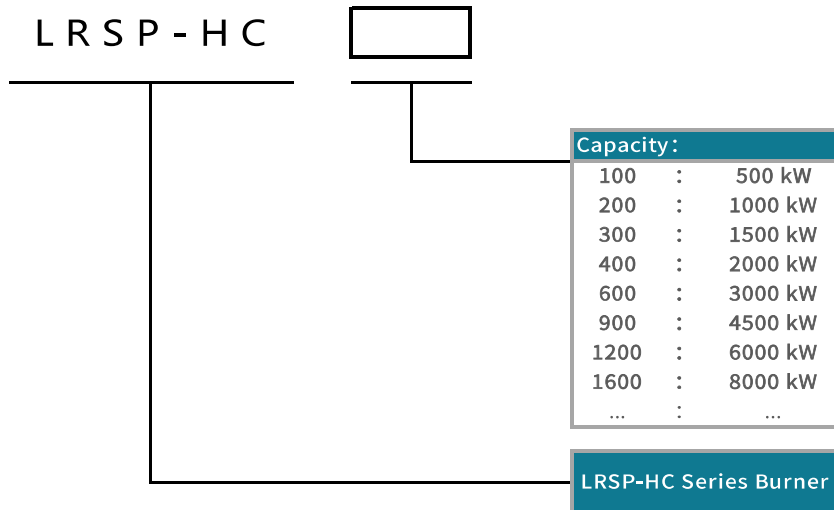 LRSP-HC
Capacity:
100 : 500 kW
200 : 1000 kW
300 : 1500 kW
400 : 2000 kW
600 : 3000 kW
900 : 4500 kW
1200 : 6000 kW
1600 : 8000 kW
... : ...
LRSP-HC Series Burner